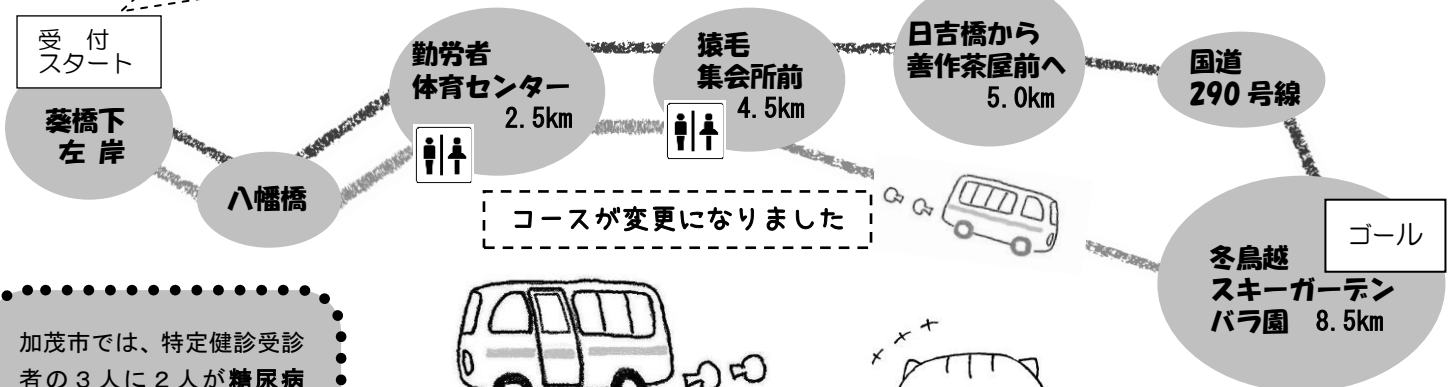 受　付
スタート
葵橋下
左 岸
八幡橋
勤労者
体育センター
2.5km
猿毛
集会所前
4.5km
日吉橋から
善作茶屋前へ
5.0km
国道
290 号線
コースが変更になりました
ゴール
冬鳥越
スキーガーデン
バラ園　8.5km
加茂市では、特定健診受診
者の３人に２人が糖尿病